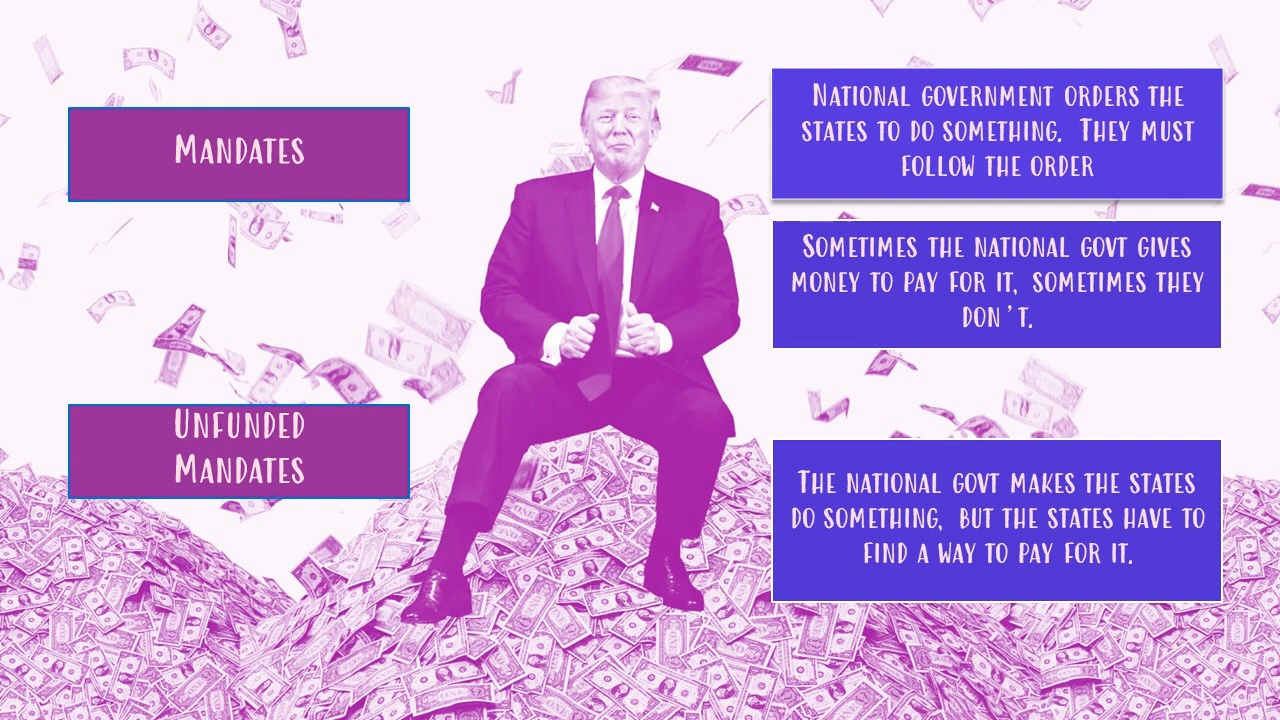 Mandates
National government orders the
states to do something. They must
follow the order
Sometimes the national govt gives
money to pay for it, sometimes they
don't.
Unfunded
Mandates
The national govt makes the states
do something, but the states have to
find a way to pay for it.